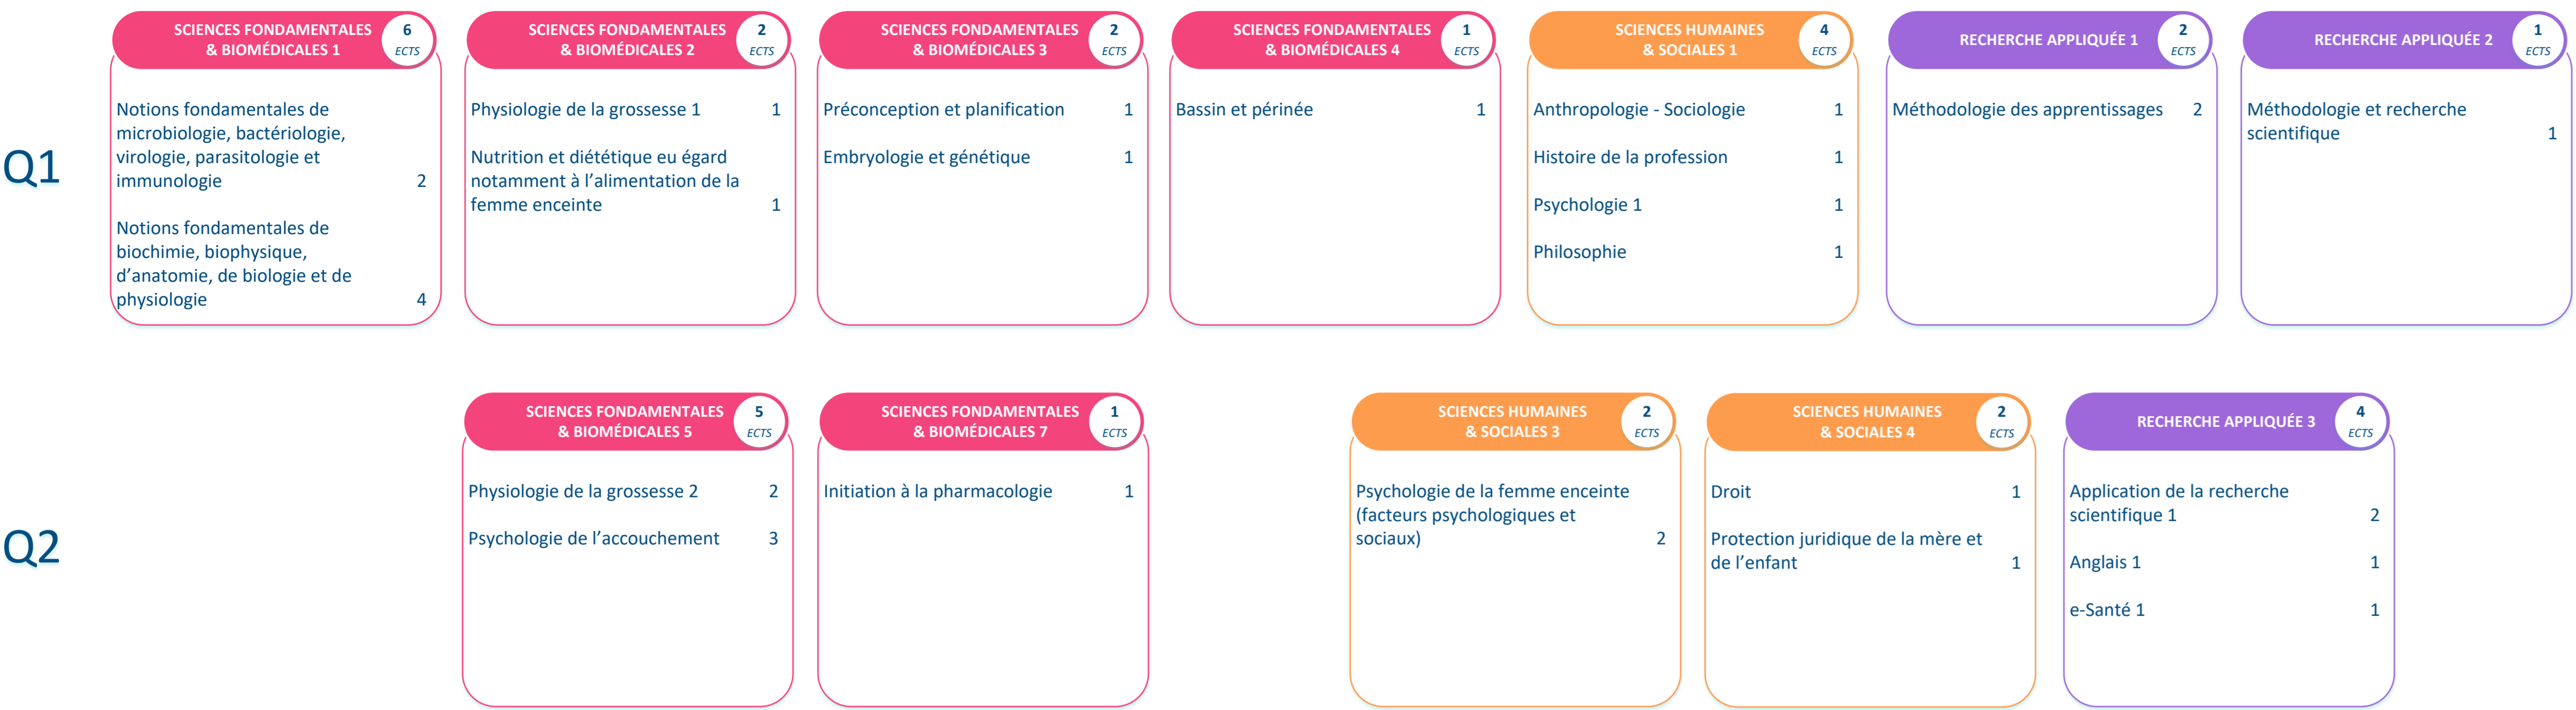 Q1
SCIENCES FONDAMENTALES
& BIOMÉDICALES 1
6
ECTS
Notions fondamentales de
microbiologie, bactériologie,
virologie, parasitologie et
immunologie 2
Notions fondamentales de
biochimie, biophysique,
d’anatomie, de biologie et de
physiologie 4
SCIENCES FONDAMENTALES
& BIOMÉDICALES 2
2
ECTS
Physiologie de la grossesse 1 1
Nutrition et diététique eu égard
notamment à l’alimentation de la
femme enceinte 1
SCIENCES FONDAMENTALES
& BIOMÉDICALES 3
2
ECTS
Préconception et planification 1
Embryologie et génétique 1
SCIENCES FONDAMENTALES
& BIOMÉDICALES 4
1
ECTS
Bassin et périnée 1
SCIENCES HUMAINES
& SOCIALES 1
4
ECTS
Anthropologie - Sociologie 1
Histoire de la profession 1
Psychologie 1 1
Philosophie 1
RECHERCHE APPLIQUÉE 1
2
ECTS
Méthodologie des apprentissages 2
RECHERCHE APPLIQUÉE 2
1
ECTS
Méthodologie et recherche
scientifique 1
Q2
SCIENCES FONDAMENTALES
& BIOMÉDICALES 5
5
ECTS
Physiologie de la grossesse 2 2
Psychologie de l’accouchement 3
SCIENCES FONDAMENTALES
& BIOMÉDICALES 7
1
ECTS
Initiation à la pharmacologie 1
SCIENCES HUMAINES
& SOCIALES 3
2
ECTS
Psychologie de la femme enceinte
(facteurs psychologiques et
sociaux) 2
SCIENCES HUMAINES
& SOCIALES 4
2
ECTS
Droit 1
Protection juridique de la mère et
de l’enfant 1
RECHERCHE APPLIQUÉE 3
4
ECTS
Application de la recherche
scientifique 1 2
Anglais 1 1
e-Santé 1 1